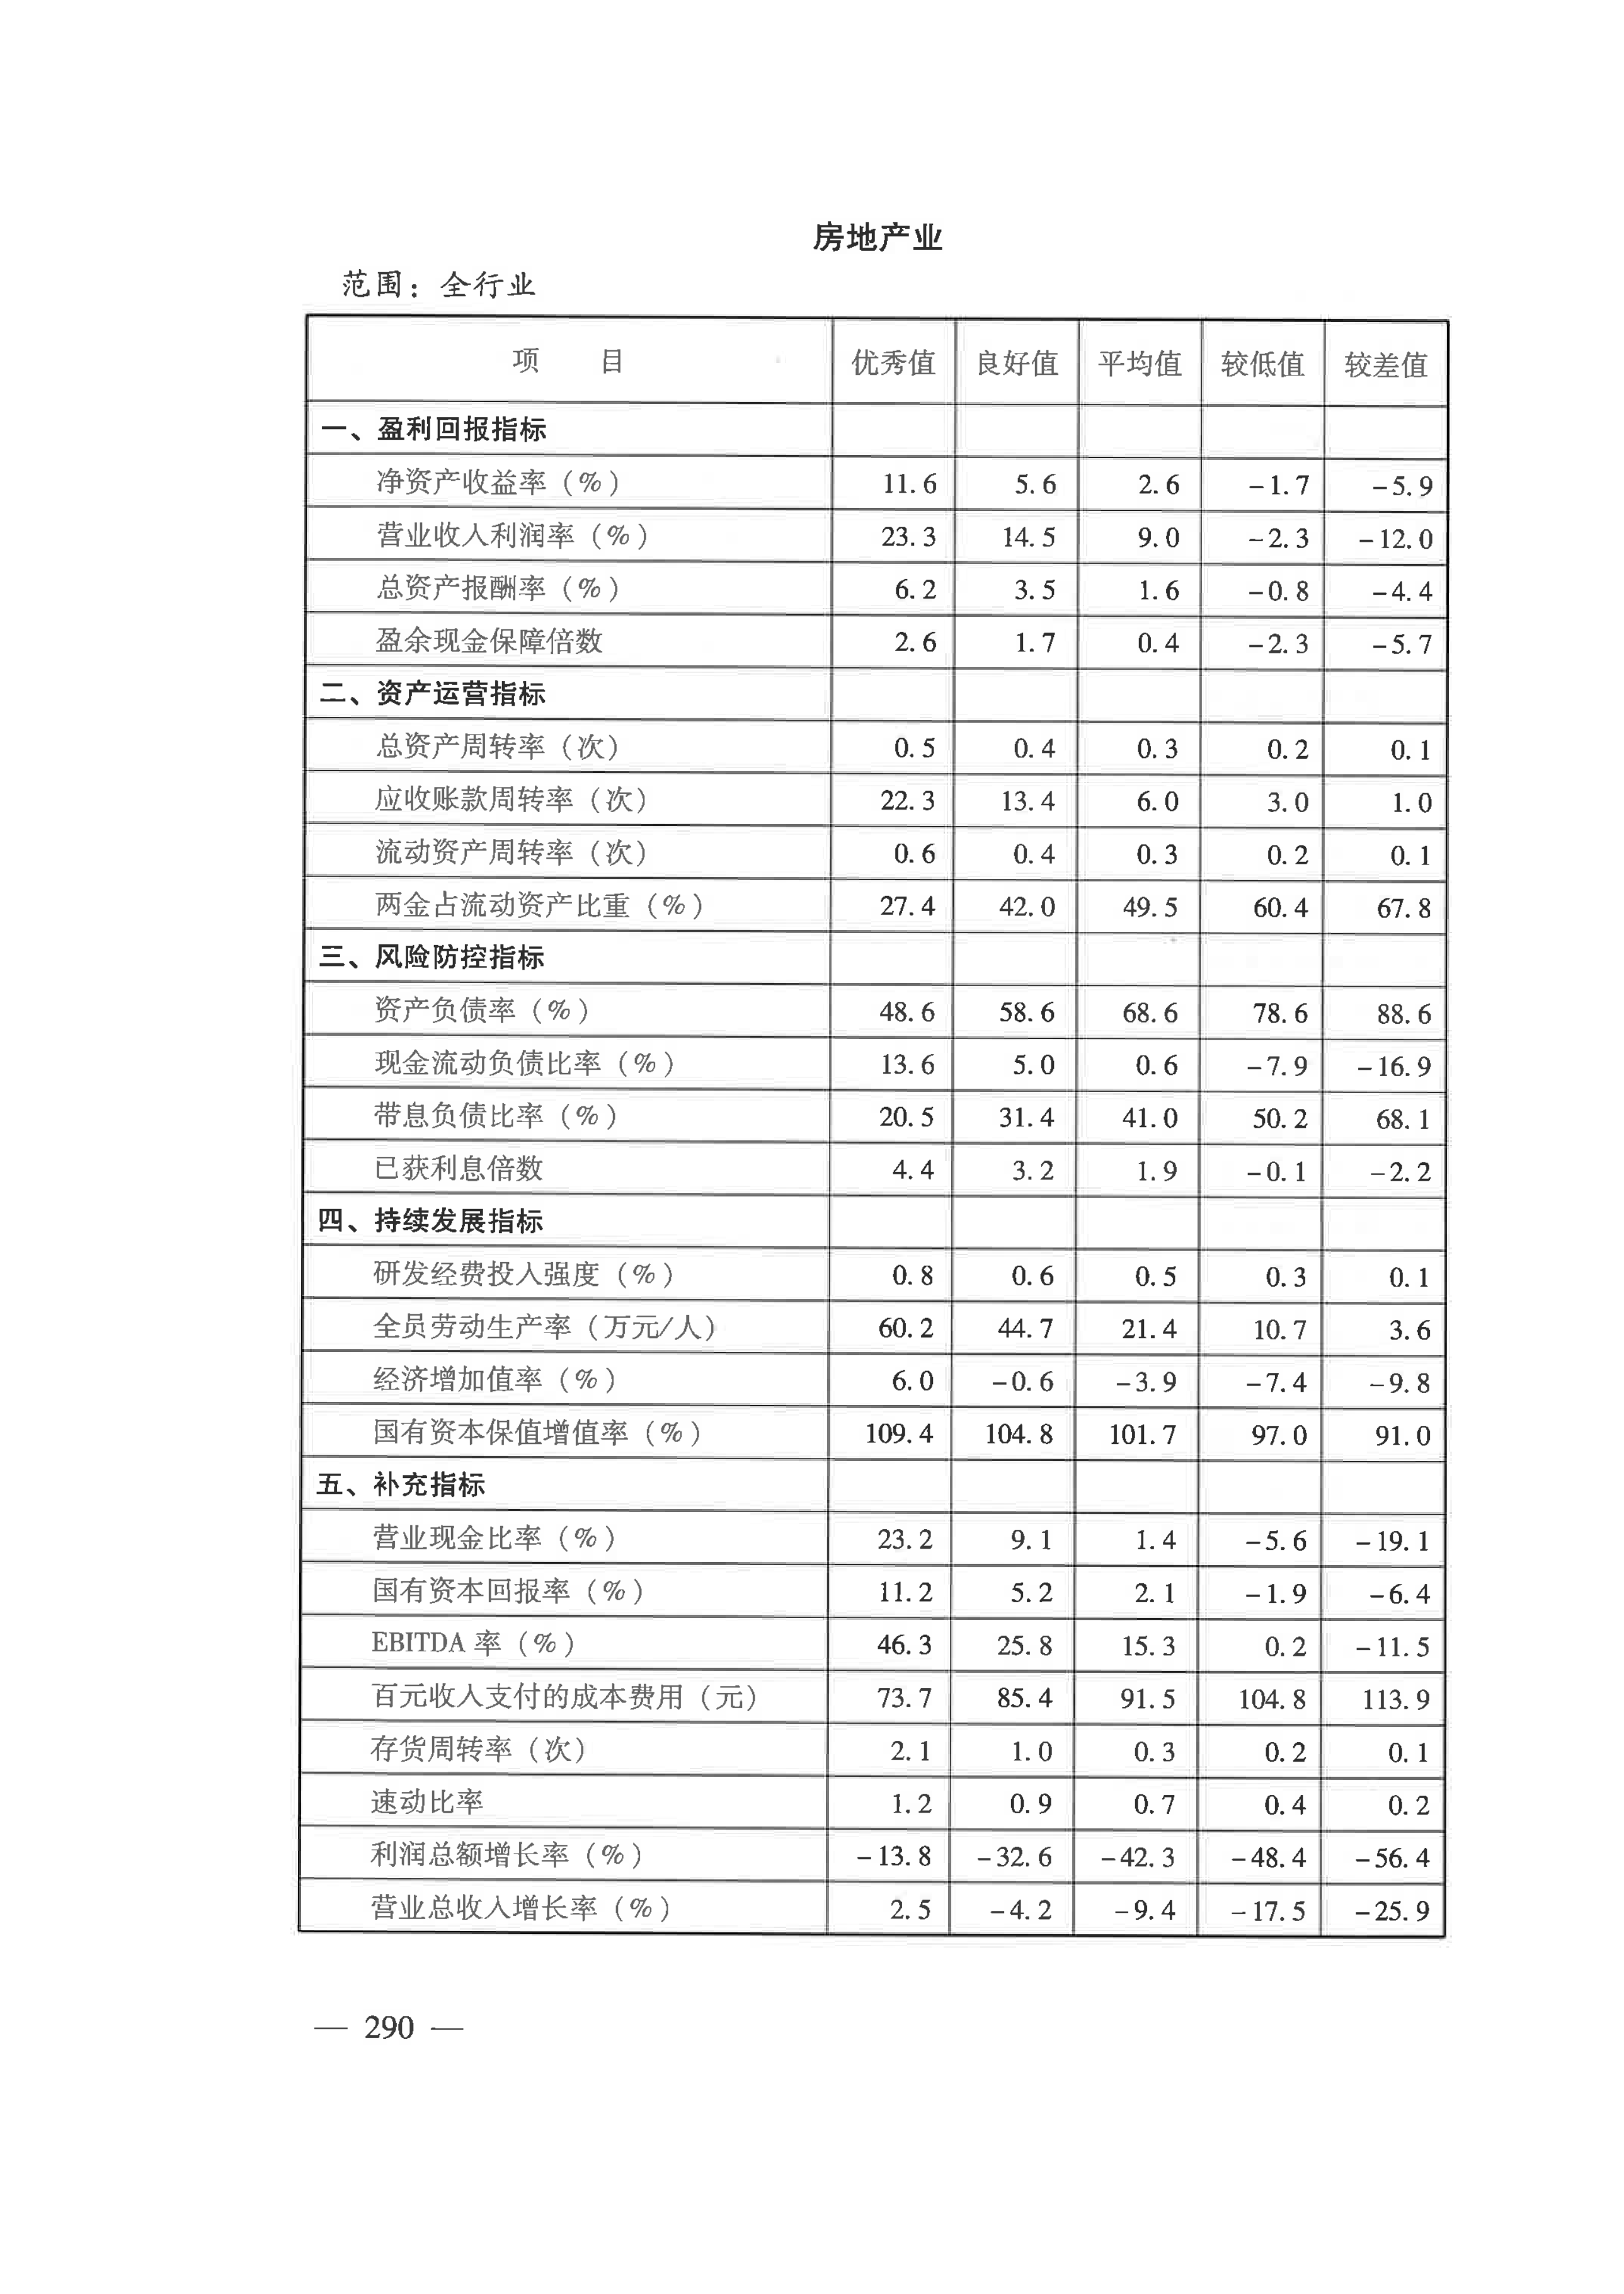 房地产业
范围：全行业
项 目 优秀值 良好值 平均值 较低值 较差值
一、盈利回报指标
净资产收益率（%） 11.6 5.6 2.6 -1.7 -5.9
营业收入利润率（%） 23.3 14.5 9.0 -2.3 -12.0
总资产报酬率（%） 6.2 3.5 1.6 -0.8 -4.4
盈余现金保障倍数 2.6 1.7 0.4 -2.3 -5.7
二、资产运营指标
总资产周转率（次） 0.5 0.4 0.3 0.2 0.1
应收账款周转率（次） 22.3 13.4 6.0 3.0 1.0
流动资产周转率（次） 0.6 0.4 0.3 0.2 0.1
两金占流动资产比重（%） 27.4 42.0 49.5 60.4 67.8
三、风险防控指标
资产负债率（%） 48.6 58.6 68.6 78.6 88.6
现金流动负债比率（%） 13.6 5.0 0.6 -7.9 -16.9
带息负债比率（%） 20.5 31.4 41.0 50.2 68.1
已获利息倍数 4.4 3.2 1.9 -0.1 -2.2
四、持续发展指标
研发经费投入强度（%） 0.8 0.6 0.5 0.3 0.1
全员劳动生产率（万元/人） 60.2 44.7 21.4 10.7 3.6
经济增加值率（%） 6.0 -0.6 -3.9 -7.4 -9.8
国有资本保值增值率（%） 109.4 104.8 101.7 97.0 91.0
五、补充指标
营业现金比率（%） 23.2 9.1 1.4 -5.6 -19.1
国有资本回报率（%） 11.2 5.2 2.1 -1.9 -6.4
EBITDA 率（%） 46.3 25.8 15.3 0.2 -11.5
百元收入支付的成本费用（元） 73.7 85.4 91.5 104.8 113.9
存货周转率（次） 2.1 1.0 0.3 0.2 0.1
速动比率 1.2 0.9 0.7 0.4 0.2
利润总额增长率（%） -13.8 -32.6 -42.3 -48.4 -56.4
营业总收入增长率（%） 2.5 -4.2 -9.4 -17.5 -25.9
— 290 —